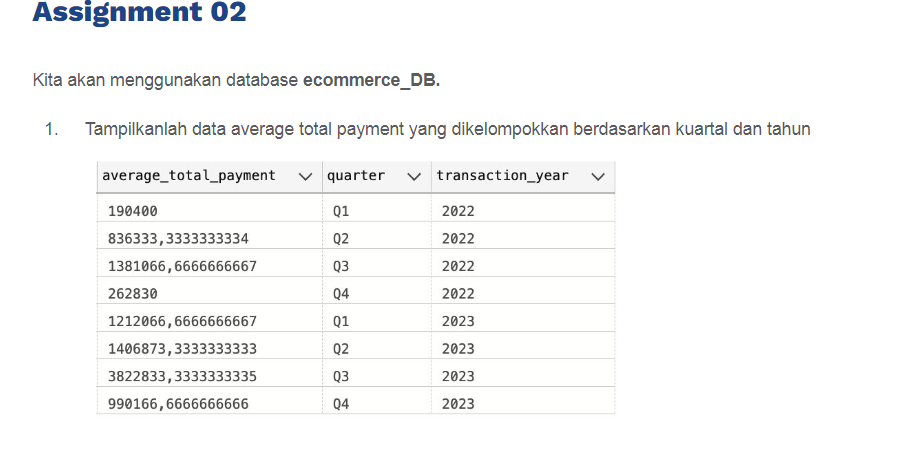 Assignment 02
Kita akan menggunakan database ecommerce_DB.
1. Tampilkanlah data average total payment yang dikelompokkan berdasarkan kuartal dan tahun
average_total_payment quarter transaction_year
190400 Q1 2022
836333,3333333334 Q2 2022
1381066,6666666667 Q3 2022
262830 Q4 2022
1212066,6666666667 Q1 2023
1406873,3333333333 Q2 2023
3822833,3333333335 Q3 2023
990166,6666666666 Q4 2023